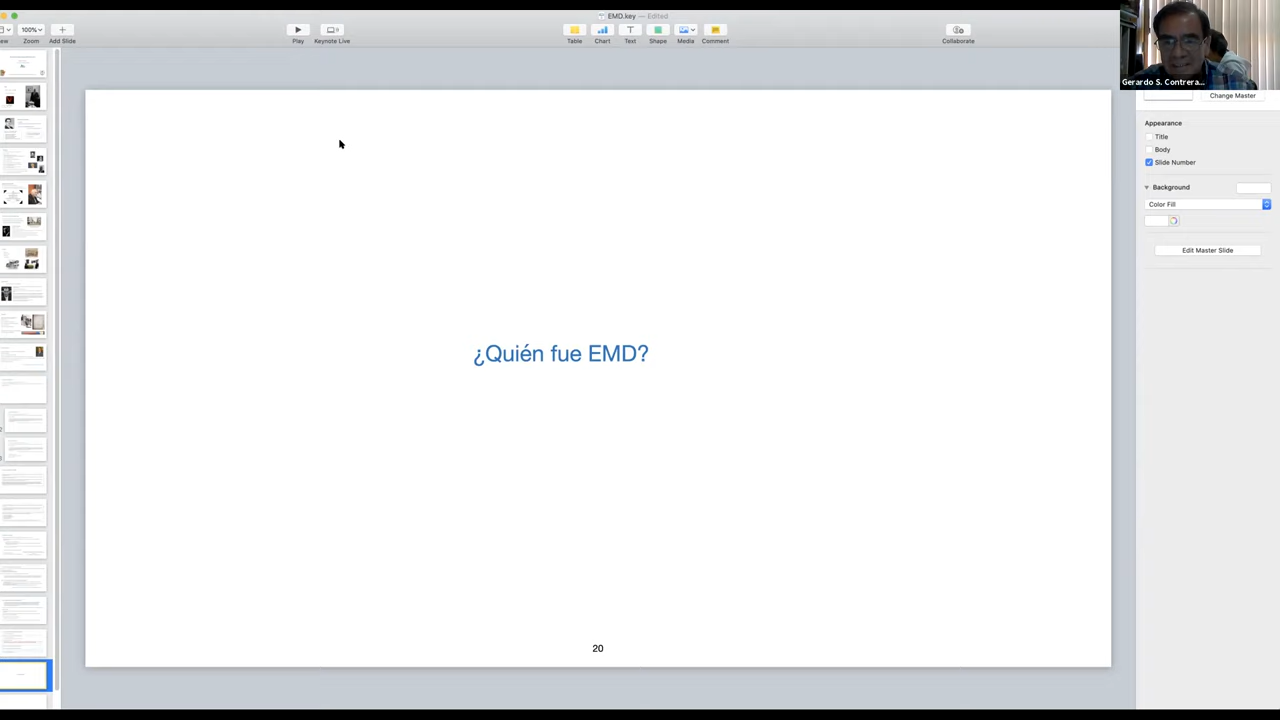 EMD.key — Edited
100%
Zoom
Add Slide
Play
Keynote Live
Table
Chart
Text
Shape
Media
Comment
Collaborate
Gerardo S. Contrera...
Change Master
Appearance
Title
Body
Slide Number
Background
Color Fill
Edit Master Slide
¿Quién fue EMD?
20